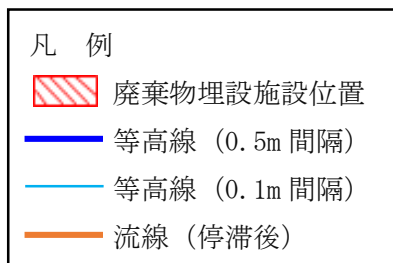 凡　例
廃棄物埋設施設位置
等高線（0.5m 間隔）
等高線（0.1m 間隔）
流線（停滞後）